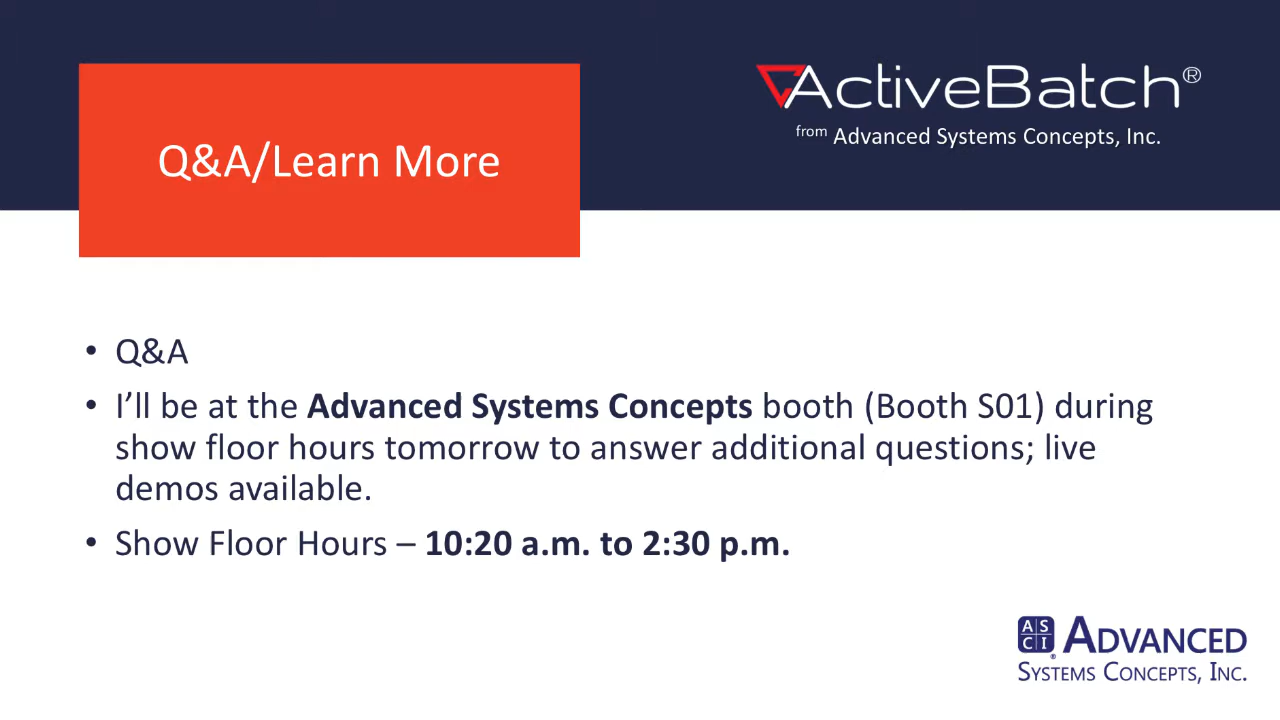 ActiveBatch®
from Advanced Systems Concepts, Inc.
Q&A/Learn More
• Q&A
• I’ll be at the Advanced Systems Concepts booth (Booth S01) during
show floor hours tomorrow to answer additional questions; live
demos available.
• Show Floor Hours – 10:20 a.m. to 2:30 p.m.
AS
CI® ADVANCED
SYSTEMS CONCEPTS, INC.